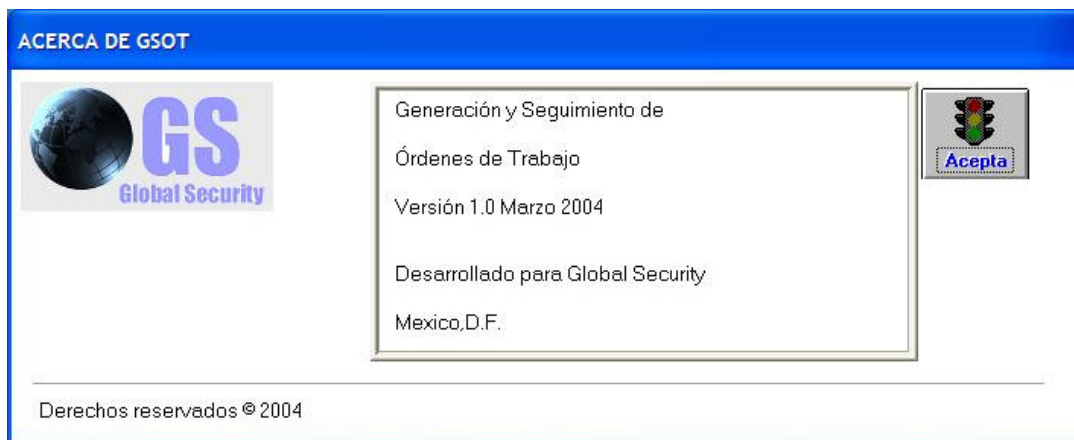 ACERCA DE GSOT
GS
Global Security
Generación y Seguimiento de
Órdenes de Trabajo
Versión 1.0 Marzo 2004
Desarrollado para Global Security
Mexico,D.F.
Acepta
Derechos reservados © 2004